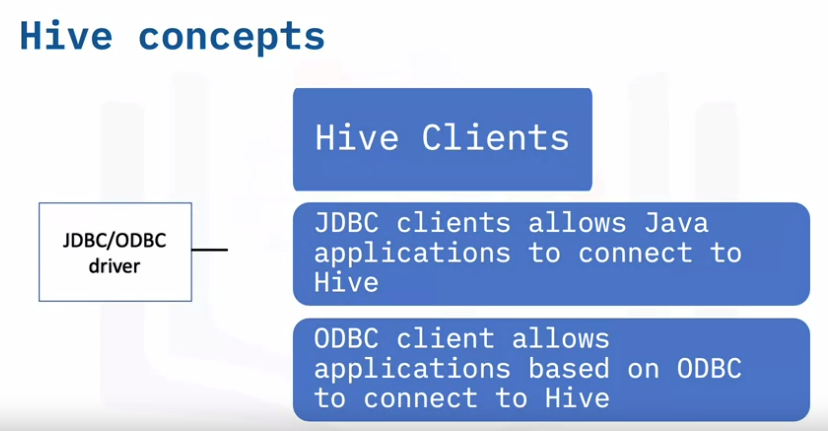 Hive concepts
Hive Clients
JDBC/ODBC
driver
JDBC clients allows Java
applications to connect to
Hive
ODBC client allows
applications based on ODBC
to connect to Hive